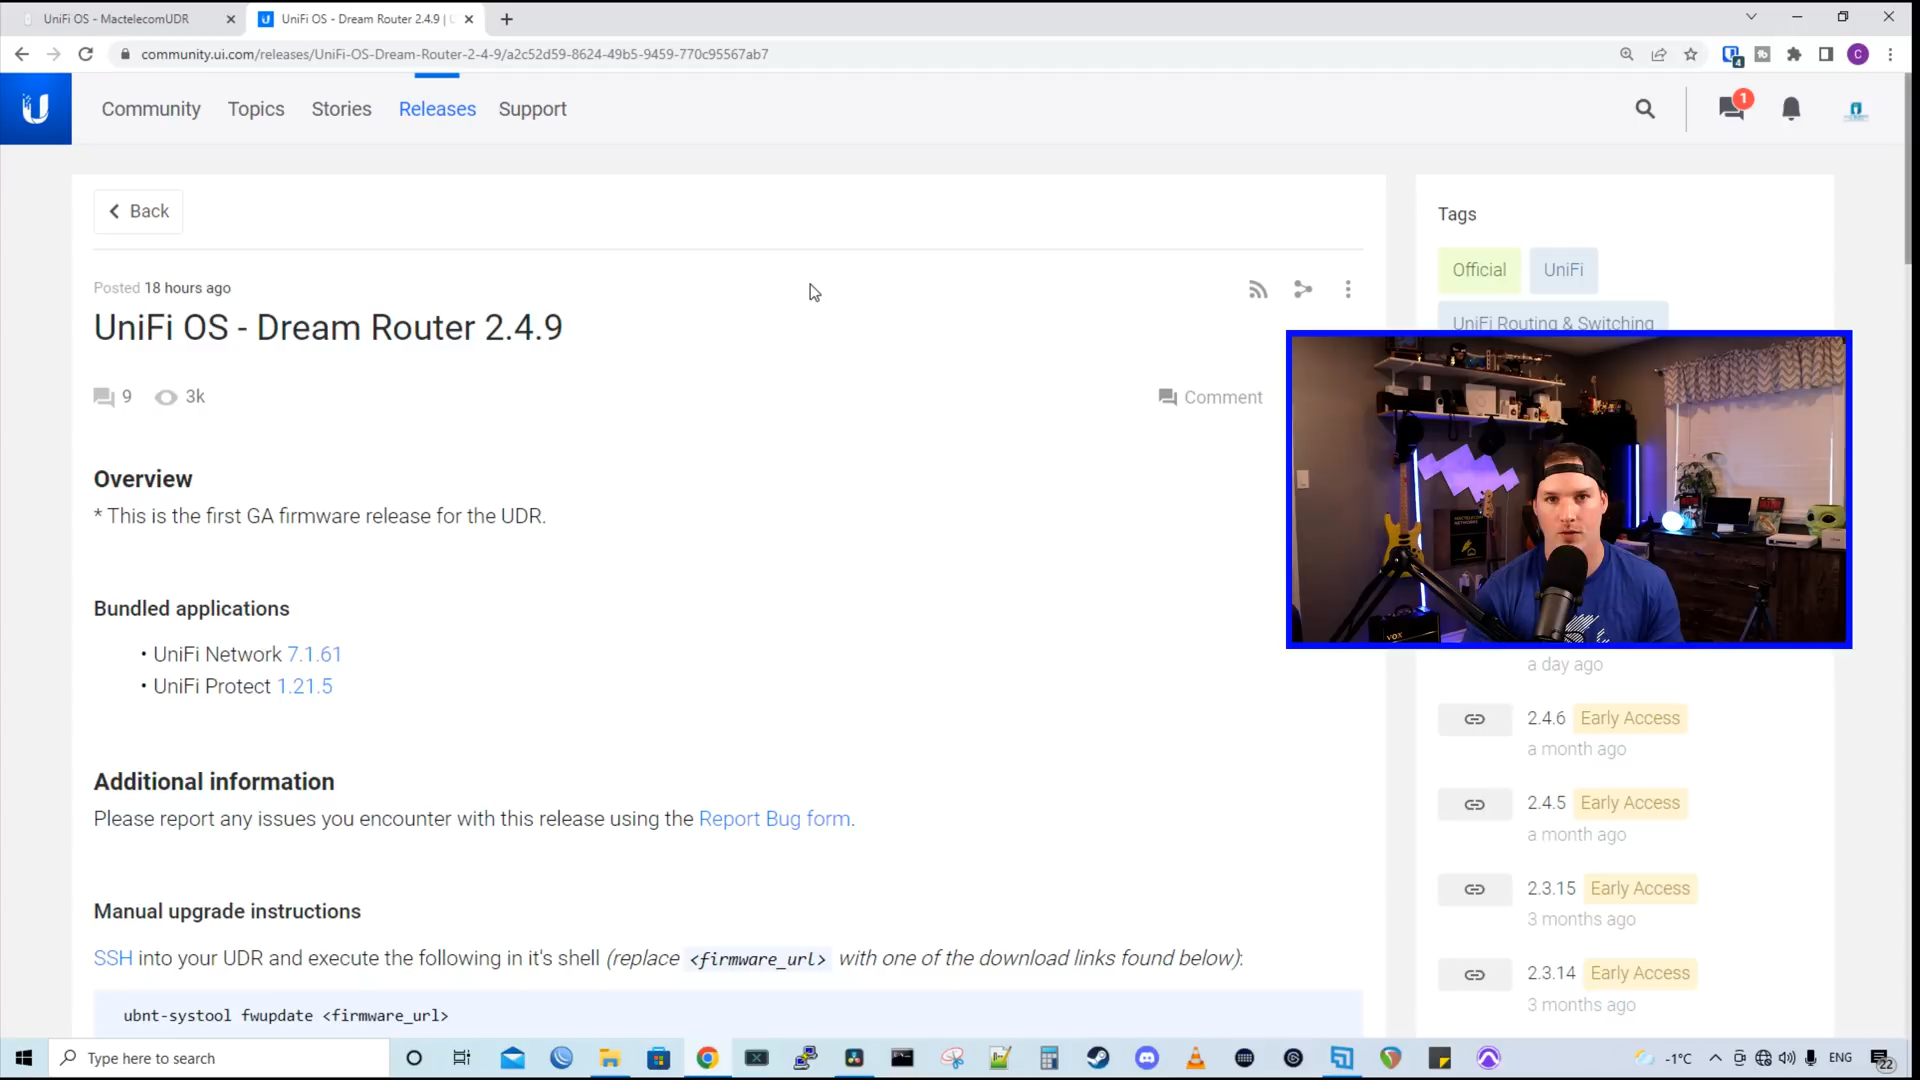 UniFi OS - MactelecomUDR
UniFi OS - Dream Router 2.4.9 |
community.ui.com/releases/UniFi-OS-Dream-Router-2-4-9/a2c52d59-8624-49b5-9459-770c95567ab7
4
C
Community Topics Stories Releases Support
1
Back
Posted 18 hours ago
UniFi OS - Dream Router 2.4.9
9 3k
Comment
Overview
* This is the first GA firmware release for the UDR.
Bundled applications
• UniFi Network 7.1.61
• UniFi Protect 1.21.5
Additional information
Please report any issues you encounter with this release using the Report Bug form.
Manual upgrade instructions
SSH into your UDR and execute the following in it's shell (replace <firmware_url> with one of the download links found below):
ubnt-systool fwupdate <firmware_url>
Tags
Official UniFi
UniFi Routing & Switching
VOX
a day ago
2.4.6 Early Access
a month ago
2.4.5 Early Access
a month ago
2.3.15 Early Access
3 months ago
2.3.14 Early Access
3 months ago
Type here to search
-1°C
ENG
22